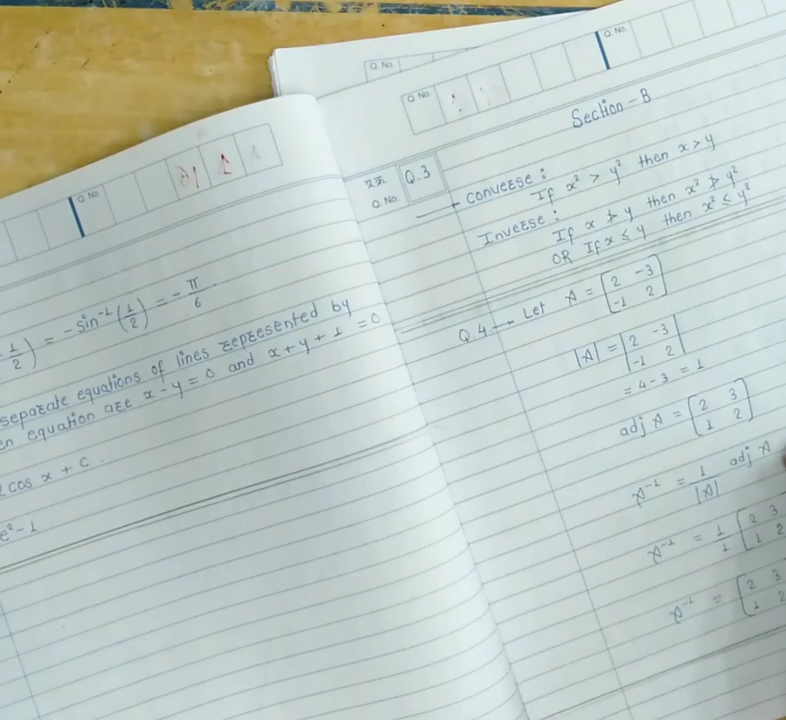 Q. No.
1/2) = -sin⁻¹(1/2) = -π/6.
separate equations of lines represented by
equation are x - y = 0 and x + y + 1 = 0
cos x + c.
e² - 1
Q. No.
Q. No.
Q. No.
Section - B
Q. No. Q.3
Converse :
If x² > y² then x > y
Inverse :
If x ≯ y then x² ≯ y²
OR If x ≤ y then x² ≤ y²
Q.4. Let A = [2 -3
-1 2]
|A| = |2 -3
-1 2|
= 4 - 3 = 1
adj A = [2 3
1 2]
A⁻¹ = 1/|A| adj A
A⁻¹ = 1/1 [2 3
1 2
A⁻¹ = [2 3
1 2